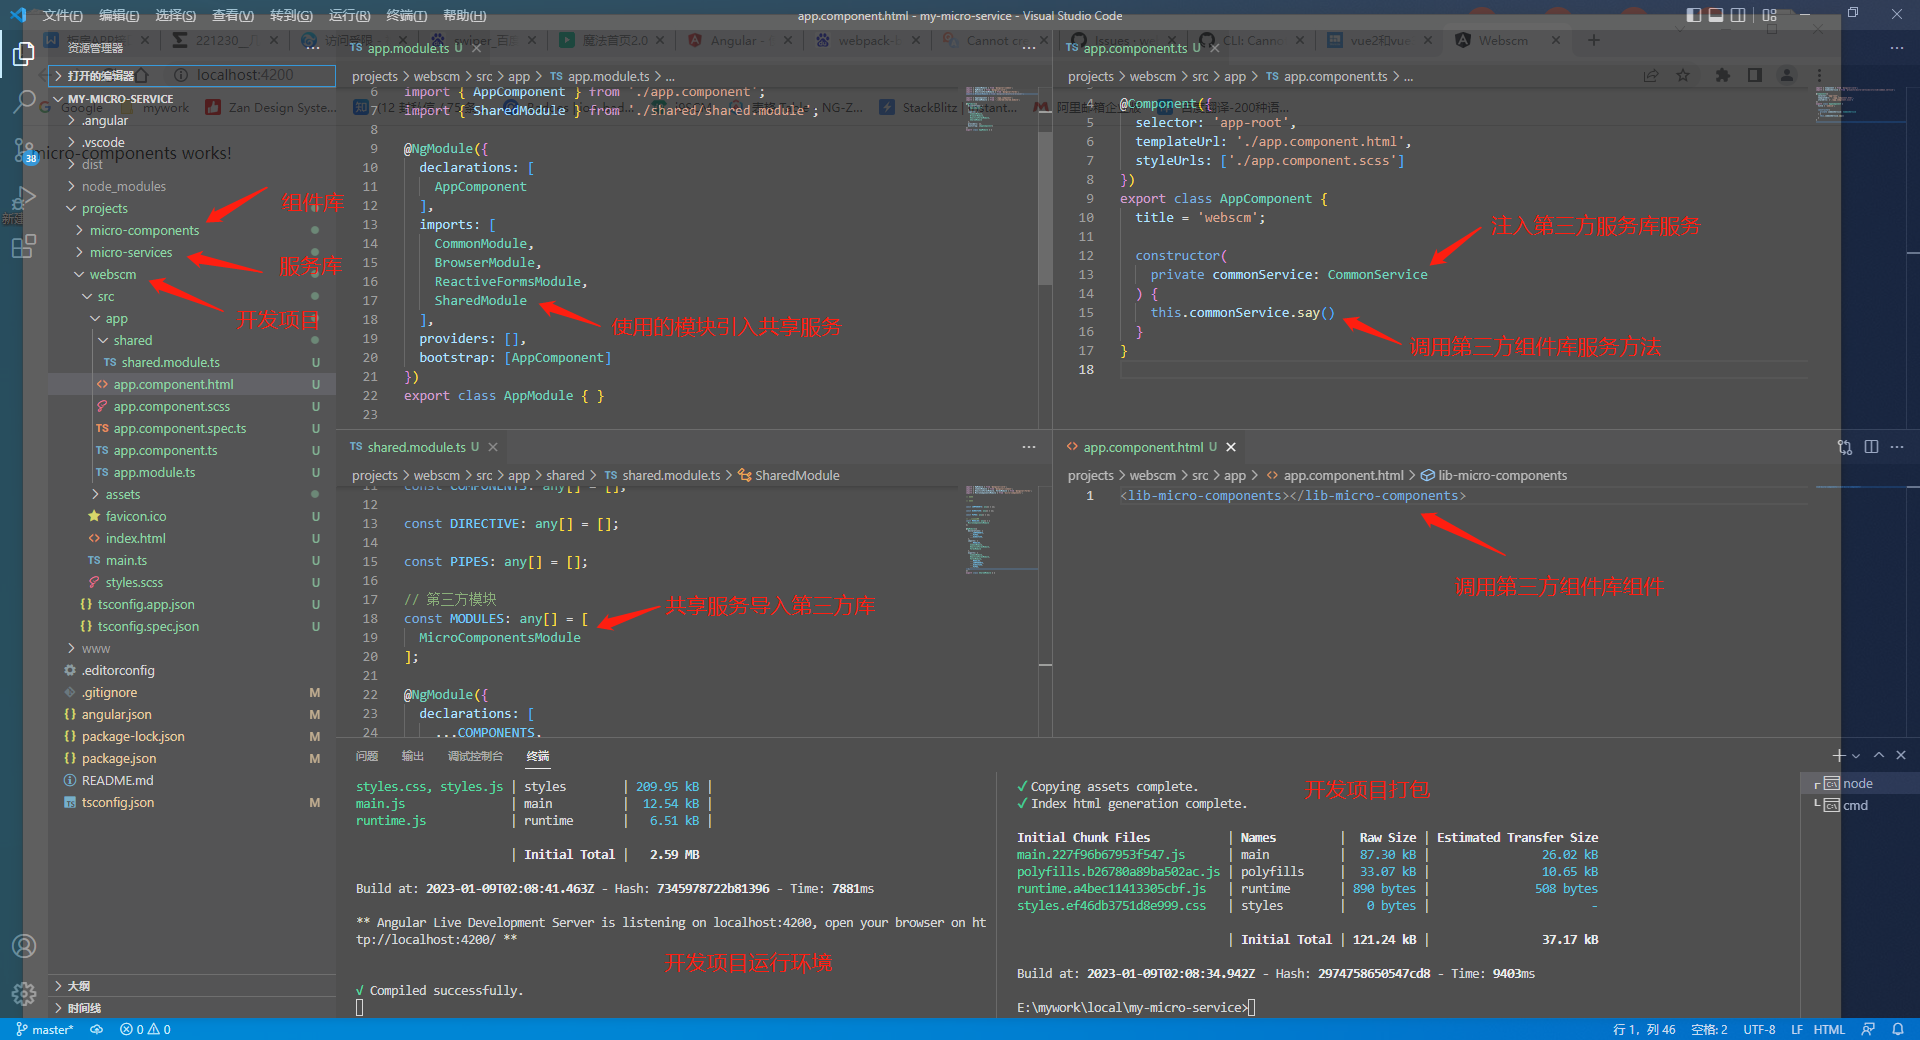 文件(F) 编辑(E) 选择(S) 查看(V) 转到(G) 运行(R) 终端(T) 帮助(H)
app.component.html - my-micro-service - Visual Studio Code
资源管理器
打开的编辑器
localhost:4200
MY-MICRO-SERVICE
.angular
.vscode
micro-components works!
dist
38
node_modules
projects
组件库
micro-components
micro-services
服务库
webscm
开发项目
src
app
shared
TS shared.module.ts U
app.component.html U
app.component.scss U
TS app.component.spec.ts U
TS app.component.ts U
TS app.module.ts U
assets
favicon.ico U
index.html U
TS main.ts U
styles.scss U
tsconfig.app.json U
tsconfig.spec.json U
www
.editorconfig
.gitignore M
angular.json M
package-lock.json M
package.json M
README.md
tsconfig.json M
大纲
时间线
TS app.module.ts U
projects > webscm > src > app > TS app.module.ts > ...
6 import { AppComponent } from './app.component';
7 import { SharedModule } from './shared/shared.module';
8
9 @NgModule({
10 declarations: [
11 AppComponent
12 ],
13 imports: [
14 CommonModule,
15 BrowserModule,
16 ReactiveFormsModule,
17 SharedModule
使用的模块引入共享服务
18 ],
19 providers: [],
20 bootstrap: [AppComponent]
21 })
22 export class AppModule { }
23
TS app.component.ts U
projects > webscm > src > app > TS app.component.ts > ...
4 @Component({
5 selector: 'app-root',
6 templateUrl: './app.component.html',
7 styleUrls: ['./app.component.scss']
8 })
9 export class AppComponent {
10 title = 'webscm';
11
注入第三方服务库服务
12 constructor(
13 private commonService: CommonService
14 ) {
15 this.commonService.say()
16 }
调用第三方组件库服务方法
17 }
18
TS shared.module.ts U
projects > webscm > src > app > shared > TS shared.module.ts > SharedModule
11 const COMPONENTS: any[] = [];
12
13 const DIRECTIVE: any[] = [];
14
15 const PIPES: any[] = [];
16
17 // 第三方模块
18 const MODULES: any[] = [
共享服务导入第三方库
19 MicroComponentsModule
20 ];
21
22 @NgModule({
23 declarations: [
24 ...COMPONENTS,
app.component.html U
projects > webscm > src > app > app.component.html > lib-micro-components
1 <lib-micro-components></lib-micro-components>
调用第三方组件库组件
问题 输出 调试控制台 终端
styles.css, styles.js | styles | 209.95 kB |
main.js | main | 12.54 kB |
runtime.js | runtime | 6.51 kB |
| Initial Total | 2.59 MB
Build at: 2023-01-09T02:08:41.463Z - Hash: 7345978722b81396 - Time: 7881ms
** Angular Live Development Server is listening on localhost:4200, open your browser on ht
tp://localhost:4200/ **
开发项目运行环境
√ Compiled successfully.
✓ Copying assets complete.
✓ Index html generation complete.
开发项目打包
Initial Chunk Files | Names | Raw Size | Estimated Transfer Size
main.227f96b67953f547.js | main | 87.30 kB | 26.02 kB
polyfills.b26780a89ba502ac.js | polyfills | 33.07 kB | 10.65 kB
runtime.a4bec11413305cbf.js | runtime | 890 bytes | 508 bytes
styles.ef46db3751d8e999.css | styles | 0 bytes | -
| Initial Total | 121.24 kB | 37.17 kB
Build at: 2023-01-09T02:08:34.942Z - Hash: 2974758650547cd8 - Time: 9403ms
E:\mywork\local\my-micro-service>
node
cmd
master* 0 0
行 1, 列 46 空格: 2 UTF-8 LF HTML